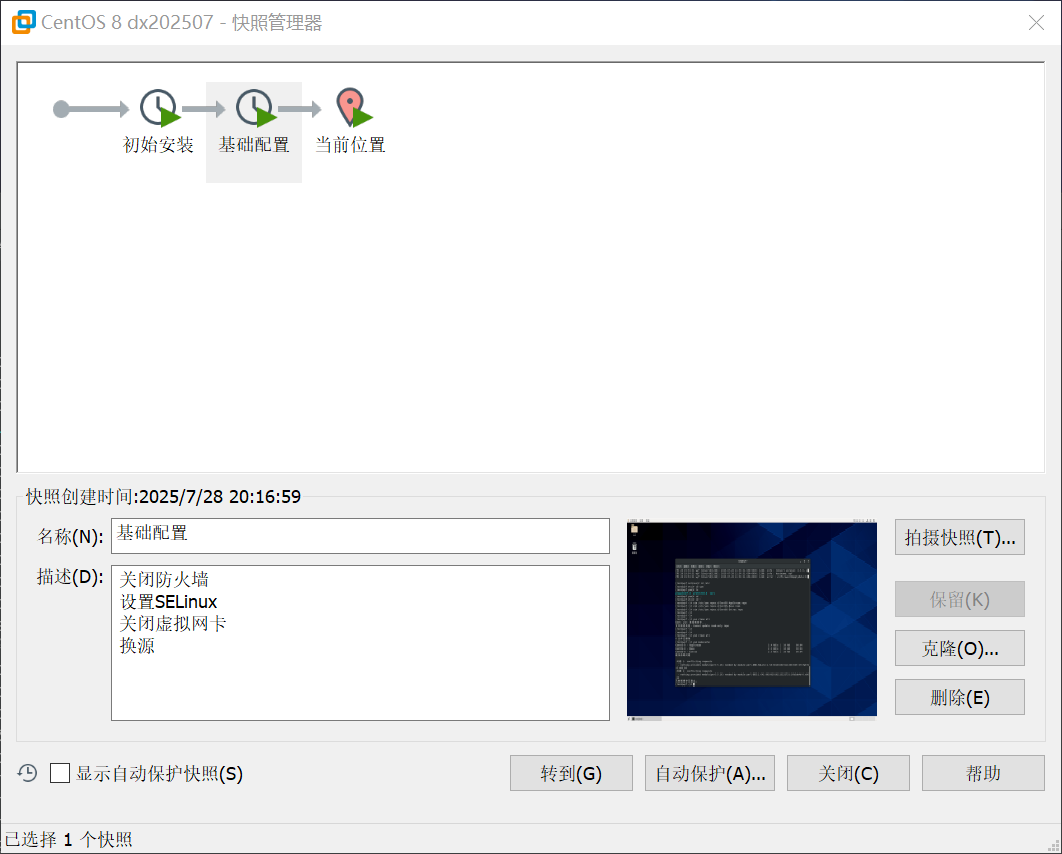 CentOS 8 dx202507 - 快照管理器
初始安装
基础配置
当前位置
快照创建时间:2025/7/28 20:16:59
名称(N):
基础配置
描述(D):
关闭防火墙
设置SELinux
关闭虚拟网卡
换源
拍摄快照(T)...
保留(K)
克隆(O)...
删除(E)
显示自动保护快照(S)
转到(G)
自动保护(A)...
关闭(C)
帮助
已选择 1 个快照